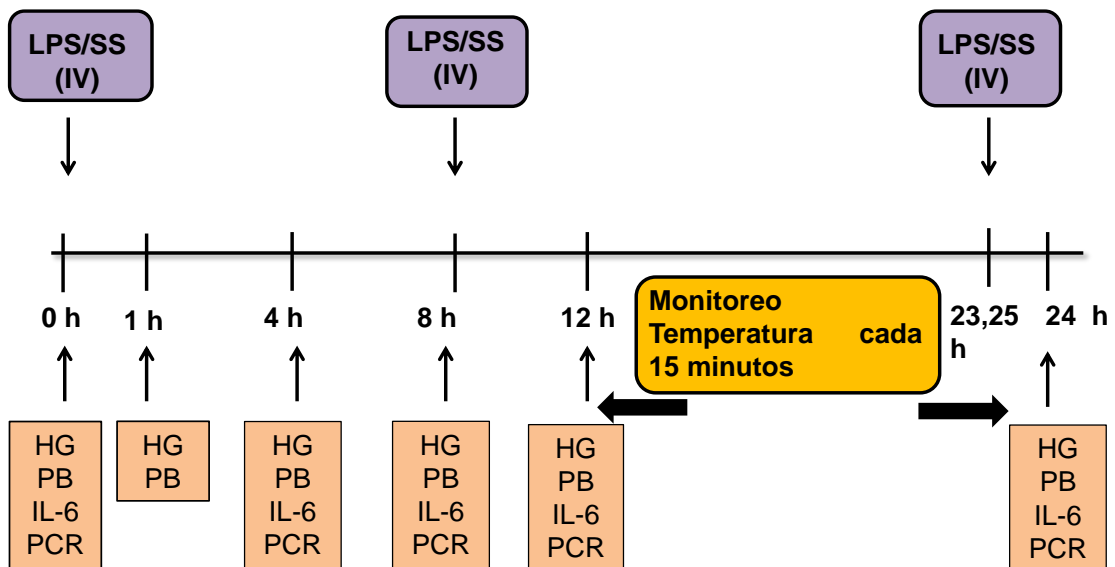 LPS/SS
(IV)
LPS/SS
(IV)
LPS/SS
(IV)
0 h
1 h
4 h
8 h
12 h
Monitoreo
Temperatura cada
15 minutos
23,25
h
24 h
HG
PB
IL-6
PCR
HG
PB
HG
PB
IL-6
PCR
HG
PB
IL-6
PCR
HG
PB
IL-6
PCR
HG
PB
IL-6
PCR